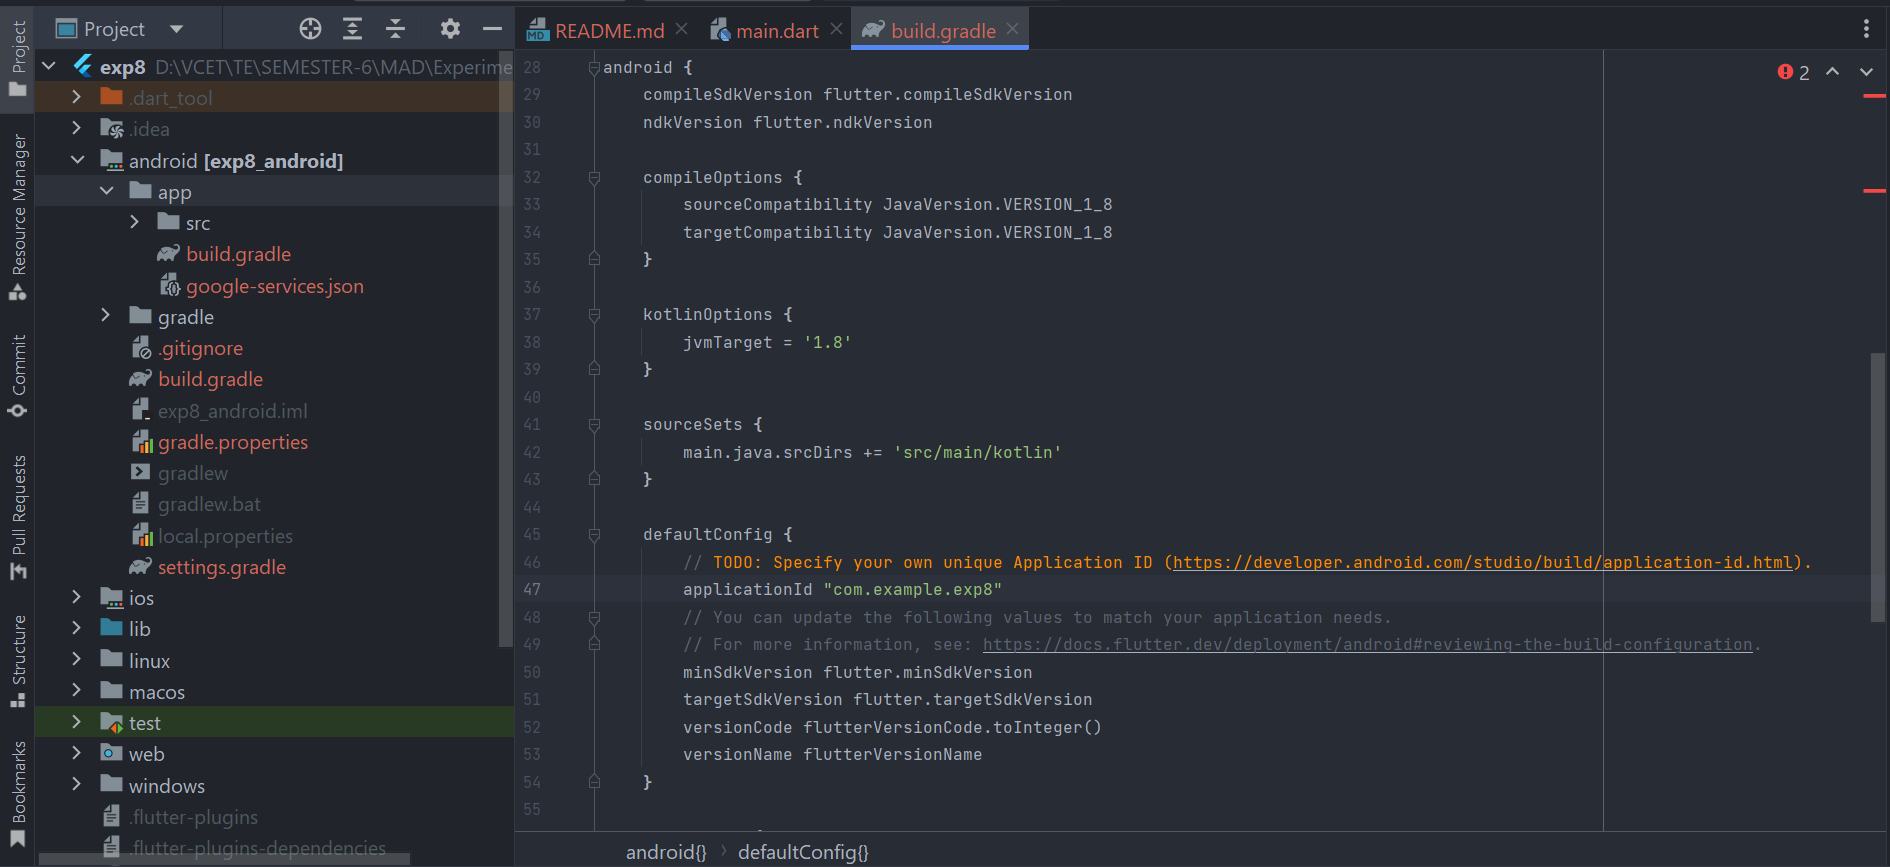 Project
README.md
main.dart
build.gradle
Project
Resource Manager
Commit
Pull Requests
Structure
Bookmarks
exp8 D:\VCET\TE\SEMESTER-6\MAD\Experime
.dart_tool
.idea
android [exp8_android]
app
src
build.gradle
google-services.json
gradle
.gitignore
build.gradle
exp8_android.iml
gradle.properties
gradlew
gradlew.bat
local.properties
settings.gradle
ios
lib
linux
macos
test
web
windows
.flutter-plugins
.flutter-plugins-dependencies
2
28 android {
29 compileSdkVersion flutter.compileSdkVersion
30 ndkVersion flutter.ndkVersion
31
32 compileOptions {
33 sourceCompatibility JavaVersion.VERSION_1_8
34 targetCompatibility JavaVersion.VERSION_1_8
35 }
36
37 kotlinOptions {
38 jvmTarget = '1.8'
39 }
40
41 sourceSets {
42 main.java.srcDirs += 'src/main/kotlin'
43 }
44
45 defaultConfig {
46 // TODO: Specify your own unique Application ID (https://developer.android.com/studio/build/application-id.html).
47 applicationId "com.example.exp8"
48 // You can update the following values to match your application needs.
49 // For more information, see: https://docs.flutter.dev/deployment/android#reviewing-the-build-configuration.
50 minSdkVersion flutter.minSdkVersion
51 targetSdkVersion flutter.targetSdkVersion
52 versionCode flutterVersionCode.toInteger()
53 versionName flutterVersionName
54 }
55
android{} › defaultConfig{}